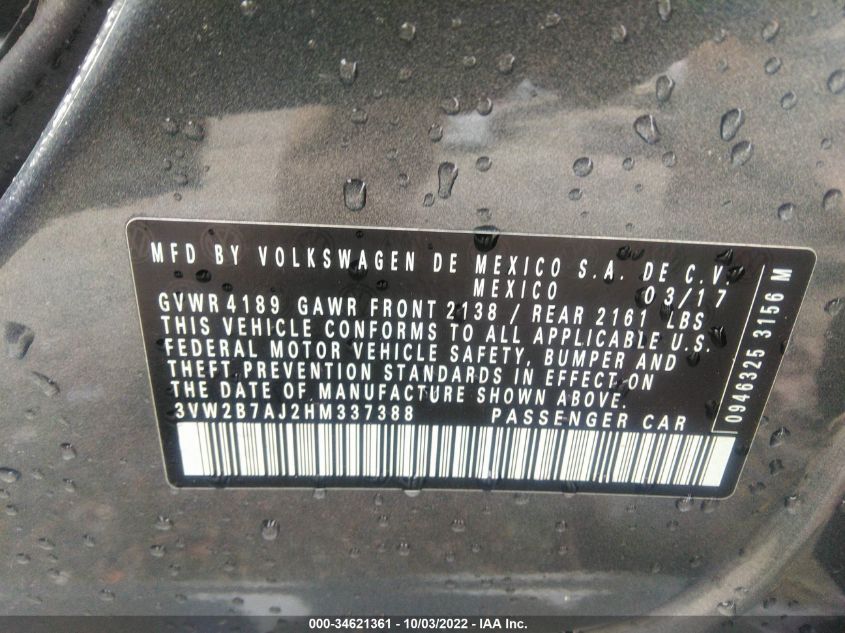 MFD BY VOLKSWAGEN DE MEXICO S.A. DE C.V.
MEXICO 03/17
GVWR 4189 GAWR FRONT 2138 / REAR 2161 LBS
THIS VEHICLE CONFORMS TO ALL APPLICABLE U.S.
FEDERAL MOTOR VEHICLE SAFETY, BUMPER AND
THEFT PREVENTION STANDARDS IN EFFECT ON
THE DATE OF MANUFACTURE SHOWN ABOVE.
3VW2B7AJ2HM337388 PASSENGER CAR
0946325 3156 M
000-34621361 - 10/03/2022 - IAA Inc.